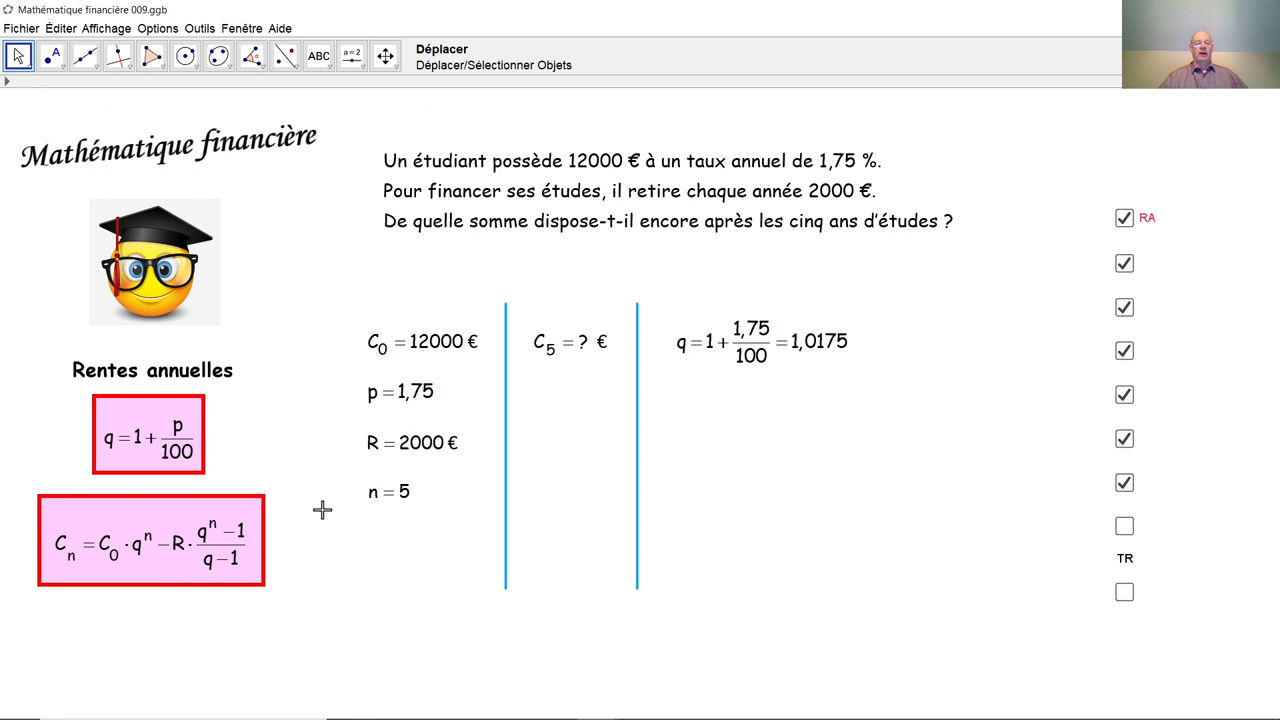 Mathématique financière 009.ggb
Fichier Éditer Affichage Options Outils Fenêtre Aide
ABC
a=2
Déplacer
Déplacer/Sélectionner Objets
Mathématique financière
Un étudiant possède 12000 € à un taux annuel de 1,75 %.
Pour financer ses études, il retire chaque année 2000 €.
De quelle somme dispose-t-il encore après les cinq ans d'études ?
RA
C₀ = 12000 €
p = 1,75
R = 2000 €
n = 5
C₅ = ? €
q = 1 + 1,75/100 = 1,0175
Rentes annuelles
q = 1 + p/100
Cₙ = C₀ · qⁿ − R · (qⁿ − 1)/(q − 1)
TR